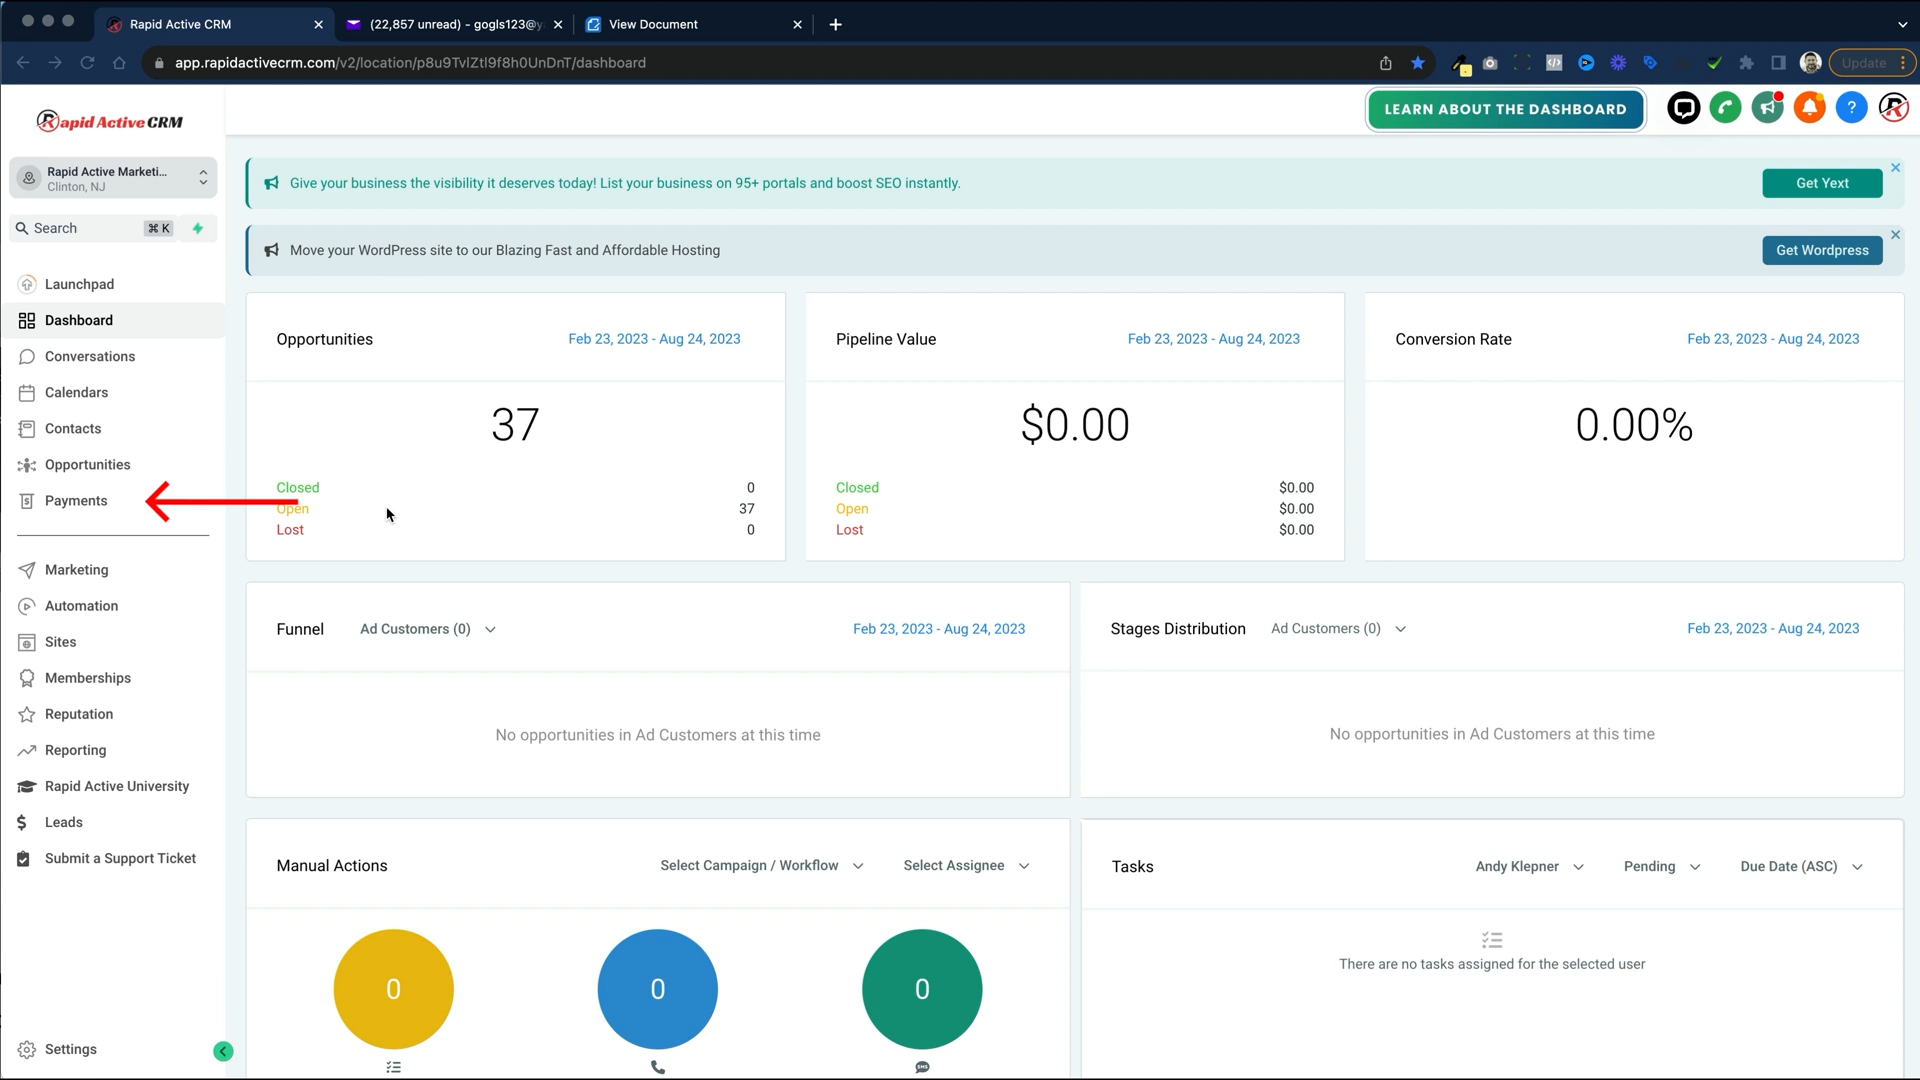 Rapid Active CRM
(22,857 unread) - gogls123@y
View Document
app.rapidactivecrm.com/v2/location/p8u9TvlZtl9f8h0UnDnT/dashboard
Update
Rapid Active CRM
LEARN ABOUT THE DASHBOARD
?
R
Rapid Active Marketi...
Clinton, NJ
Search
⌘ K
Launchpad
Dashboard
Conversations
Calendars
Contacts
Opportunities
Payments
Marketing
Automation
Sites
Memberships
Reputation
Reporting
Rapid Active University
Leads
Submit a Support Ticket
Settings
Give your business the visibility it deserves today! List your business on 95+ portals and boost SEO instantly.
Get Yext
Move your WordPress site to our Blazing Fast and Affordable Hosting
Get Wordpress
Opportunities
Feb 23, 2023 - Aug 24, 2023
37
Closed 0
Open 37
Lost 0
Pipeline Value
Feb 23, 2023 - Aug 24, 2023
$0.00
Closed $0.00
Open $0.00
Lost $0.00
Conversion Rate
Feb 23, 2023 - Aug 24, 2023
0.00%
Funnel
Ad Customers (0)
Feb 23, 2023 - Aug 24, 2023
No opportunities in Ad Customers at this time
Stages Distribution
Ad Customers (0)
Feb 23, 2023 - Aug 24, 2023
No opportunities in Ad Customers at this time
Manual Actions
Select Campaign / Workflow
Select Assignee
0
0
0
SMS
Tasks
Andy Klepner
Pending
Due Date (ASC)
There are no tasks assigned for the selected user